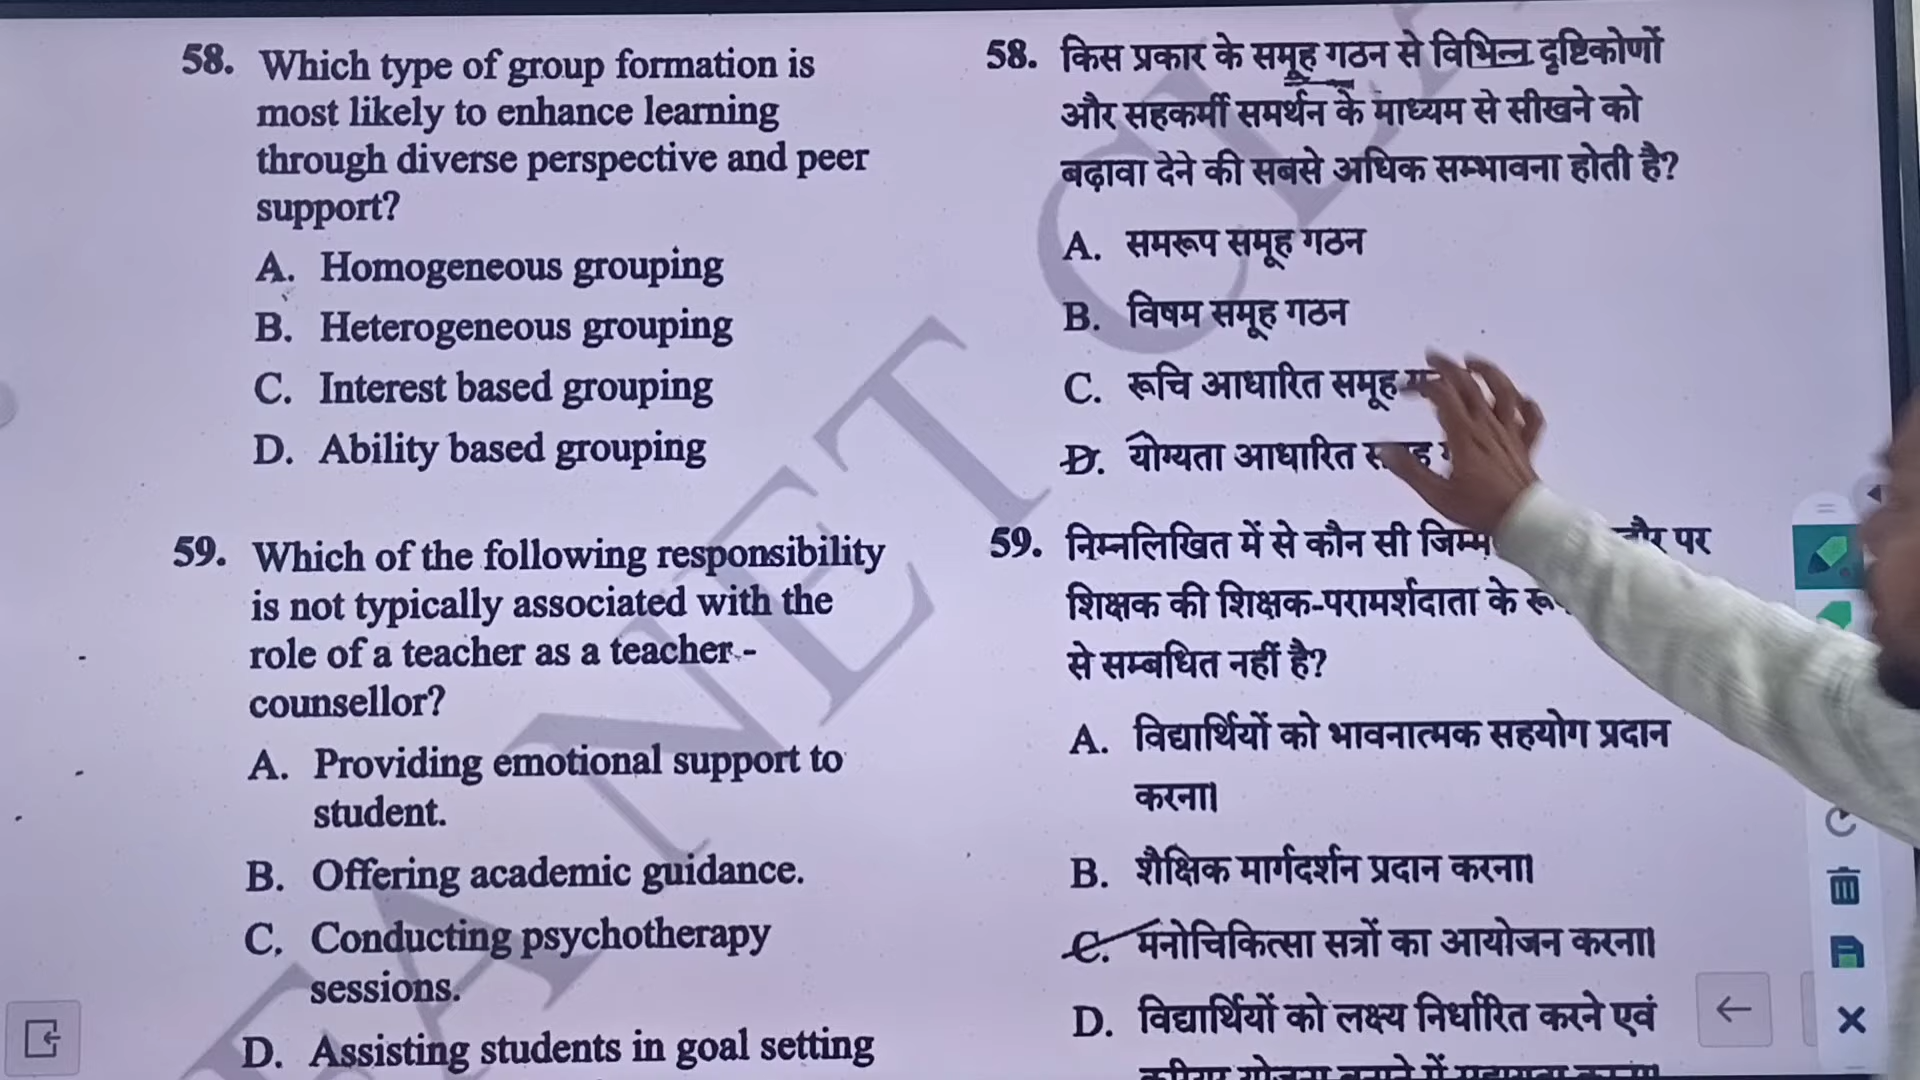 58. Which type of group formation is
most likely to enhance learning
through diverse perspective and peer
support?
A. Homogeneous grouping
B. Heterogeneous grouping
C. Interest based grouping
D. Ability based grouping
59. Which of the following responsibility
is not typically associated with the
role of a teacher as a teacher -
counsellor?
A. Providing emotional support to
student.
B. Offering academic guidance.
C. Conducting psychotherapy
sessions.
D. Assisting students in goal setting
58. किस प्रकार के समूह गठन से विभिन्न दृष्टिकोणों
और सहकर्मी समर्थन के माध्यम से सीखने को
बढ़ावा देने की सबसे अधिक सम्भावना होती है?
A. समरूप समूह गठन
B. विषम समूह गठन
C. रूचि आधारित समूह
D. योग्यता आधारित
59. निम्नलिखित में से कौन सी पर
शिक्षक की शिक्षक-परामर्शदाता के
से सम्बधित नहीं है?
A. विद्यार्थियों को भावनात्मक सहयोग प्रदान
करना।
B. शैक्षिक मार्गदर्शन प्रदान करना।
C. मनोचिकित्सा सत्रों का आयोजन करना।
D. विद्यार्थियों को लक्ष्य निर्धारित करने एवं
NET